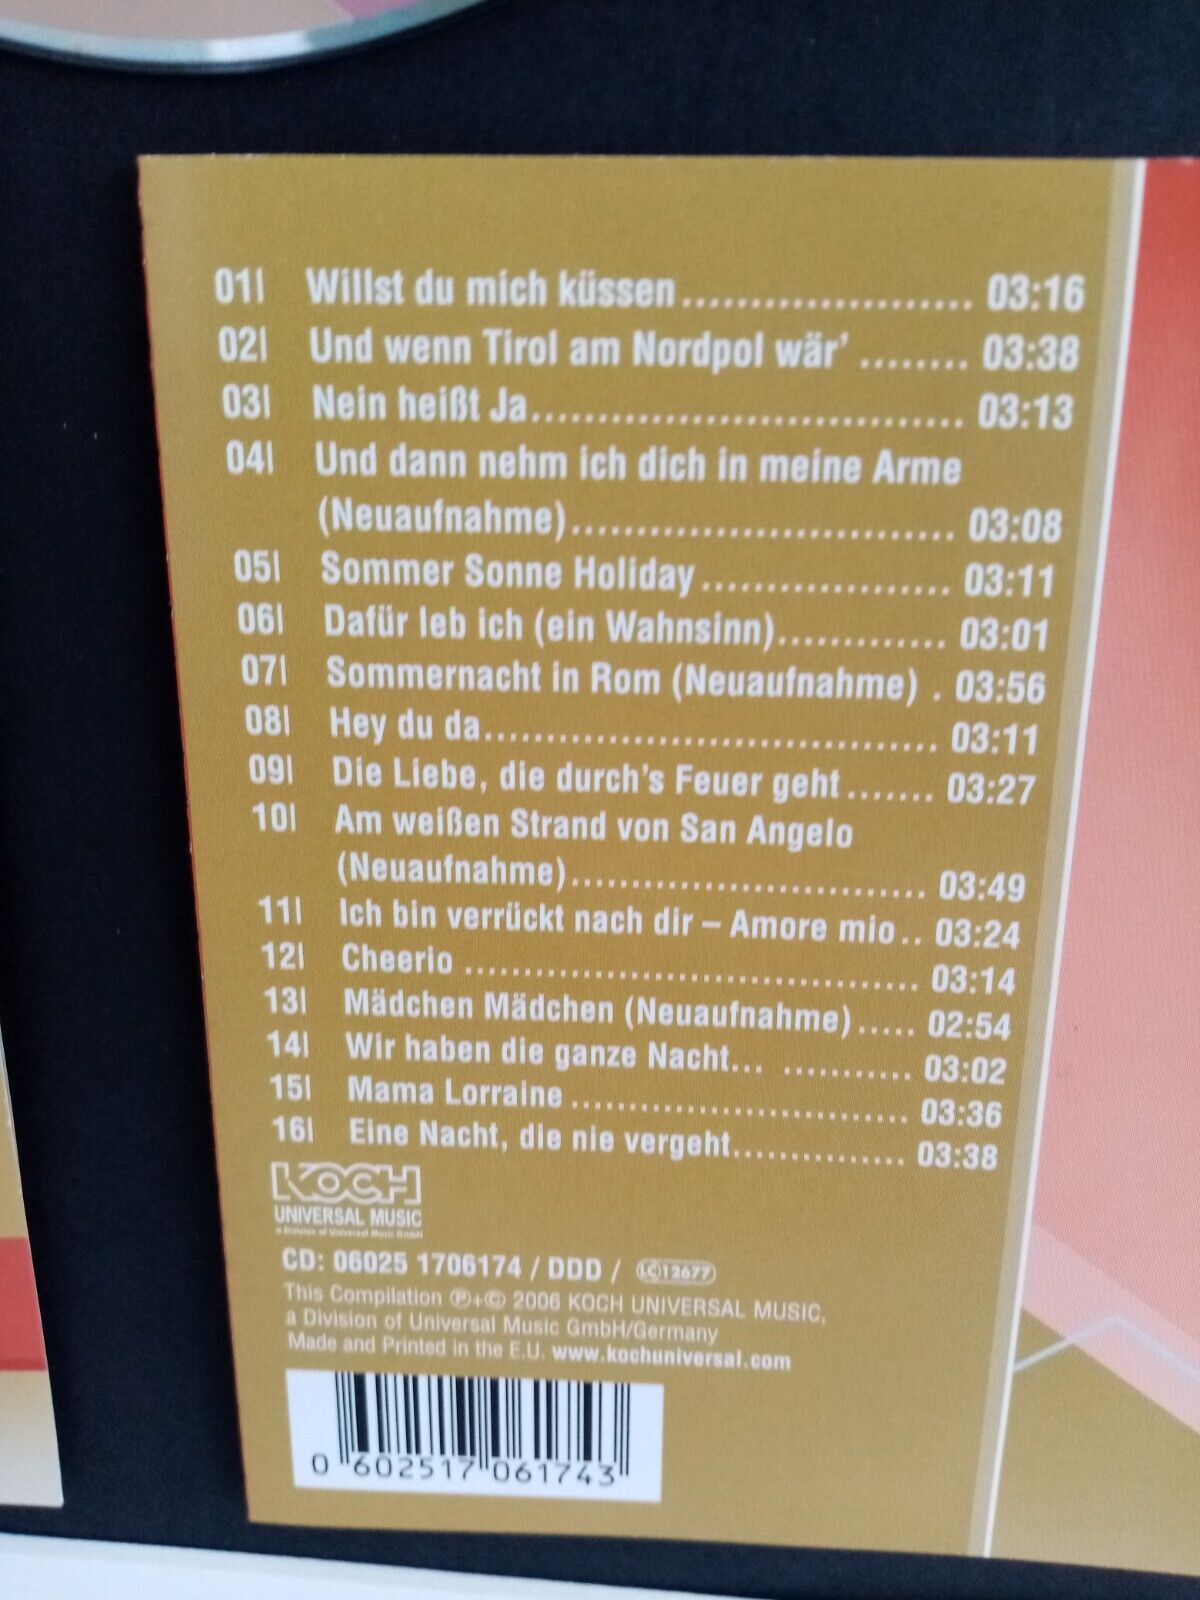 01| Willst du mich küssen..................... 03:16
02| Und wenn Tirol am Nordpol wär' ........ 03:38
03| Nein heißt Ja................................ 03:13
04| Und dann nehm ich dich in meine Arme
(Neuaufnahme)............................. 03:08
05| Sommer Sonne Holiday................... 03:11
06| Dafür leb ich (ein Wahnsinn)............. 03:01
07| Sommernacht in Rom (Neuaufnahme) . 03:56
08| Hey du da.................................... 03:11
09| Die Liebe, die durch's Feuer geht....... 03:27
10| Am weißen Strand von San Angelo
(Neuaufnahme)............................. 03:49
11| Ich bin verrückt nach dir – Amore mio.. 03:24
12| Cheerio ...................................... 03:14
13| Mädchen Mädchen (Neuaufnahme)..... 02:54
14| Wir haben die ganze Nacht... ........... 03:02
15| Mama Lorraine ............................. 03:36
16| Eine Nacht, die nie vergeht............... 03:38
KOCH
UNIVERSAL MUSIC
a Division of Universal Music GmbH
CD: 06025 1706174 / DDD / LC12677
This Compilation ℗+© 2006 KOCH UNIVERSAL MUSIC,
a Division of Universal Music GmbH/Germany
Made and Printed in the E.U. www.kochuniversal.com
0 602517 061743